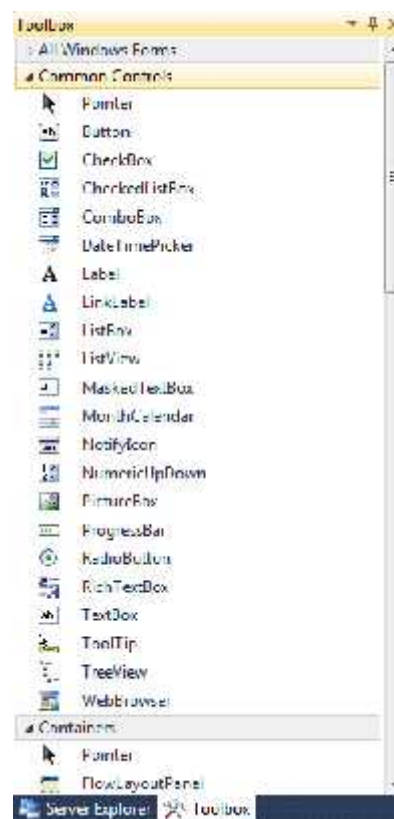 Toolbox
All Windows Forms
Common Controls
Pointer
Button
CheckBox
CheckedListBox
ComboBox
DateTimePicker
A Label
A LinkLabel
ListBox
ListView
MaskedTextBox
MonthCalendar
NotifyIcon
NumericUpDown
PictureBox
ProgressBar
RadioButton
RichTextBox
TextBox
ToolTip
TreeView
WebBrowser
Containers
Pointer
FlowLayoutPanel
Server Explorer Toolbox